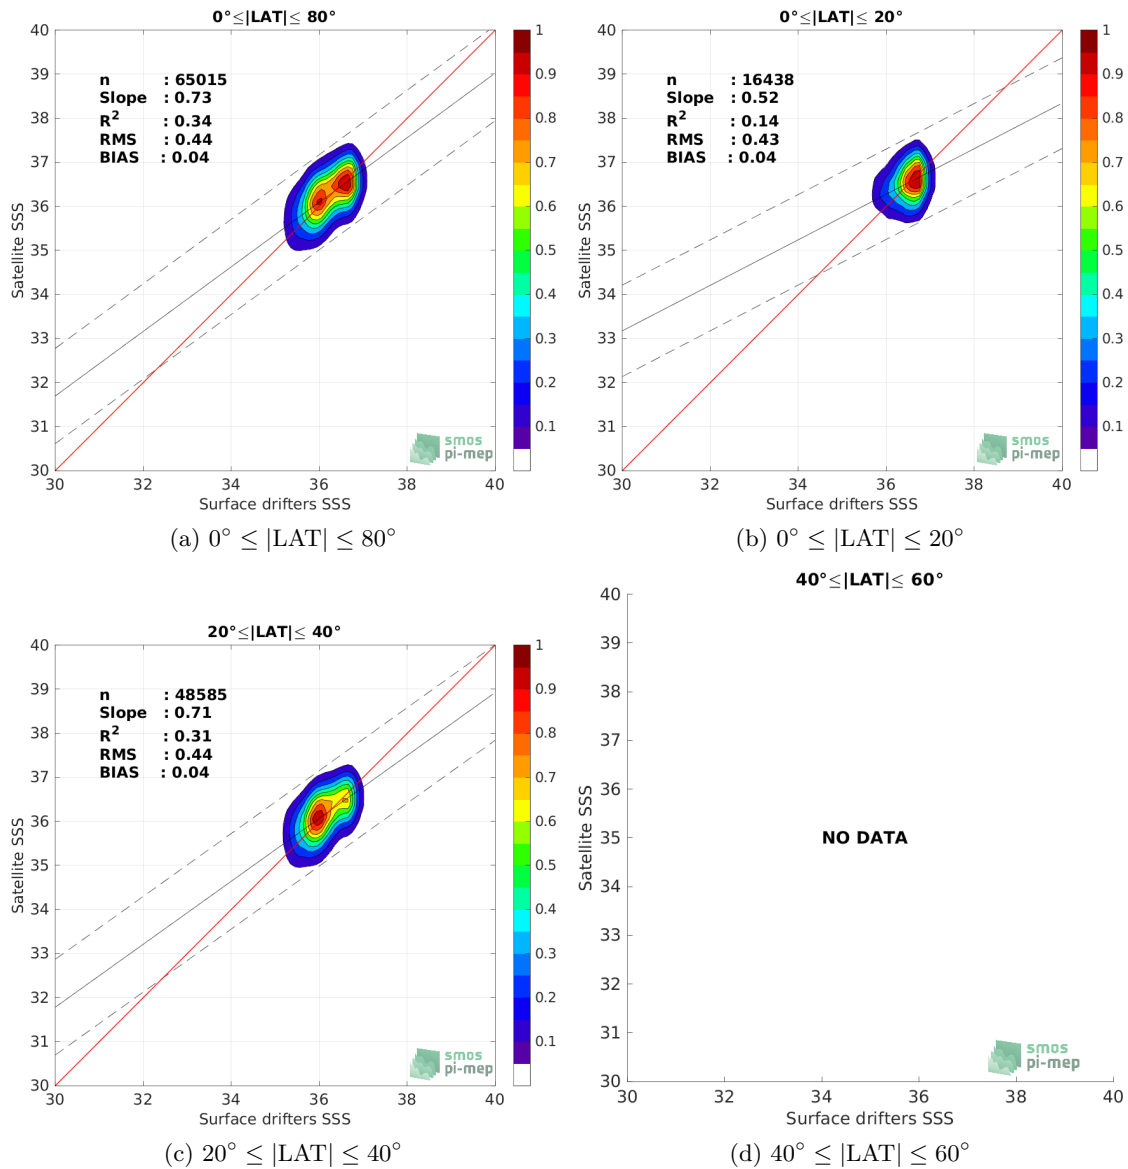 0°≤|LAT|≤ 80°
40
39
38
37
36
35
34
33
32
31
30
Satellite SSS
n : 65015
Slope : 0.73
R² : 0.34
RMS : 0.44
BIAS : 0.04
smos
pi-mep
30 32 34 36 38 40
Surface drifters SSS
1
0.9
0.8
0.7
0.6
0.5
0.4
0.3
0.2
0.1
(a) 0° ≤ |LAT| ≤ 80°
0°≤|LAT|≤ 20°
40
39
38
37
36
35
34
33
32
31
30
Satellite SSS
n : 16438
Slope : 0.52
R² : 0.14
RMS : 0.43
BIAS : 0.04
smos
pi-mep
30 32 34 36 38 40
Surface drifters SSS
1
0.9
0.8
0.7
0.6
0.5
0.4
0.3
0.2
0.1
(b) 0° ≤ |LAT| ≤ 20°
20°≤|LAT|≤ 40°
40
39
38
37
36
35
34
33
32
31
30
Satellite SSS
n : 48585
Slope : 0.71
R² : 0.31
RMS : 0.44
BIAS : 0.04
smos
pi-mep
30 32 34 36 38 40
Surface drifters SSS
1
0.9
0.8
0.7
0.6
0.5
0.4
0.3
0.2
0.1
(c) 20° ≤ |LAT| ≤ 40°
40°≤|LAT|≤ 60°
40
39
38
37
36
35
34
33
32
31
30
Satellite SSS
NO DATA
smos
pi-mep
30 32 34 36 38 40
Surface drifters SSS
(d) 40° ≤ |LAT| ≤ 60°